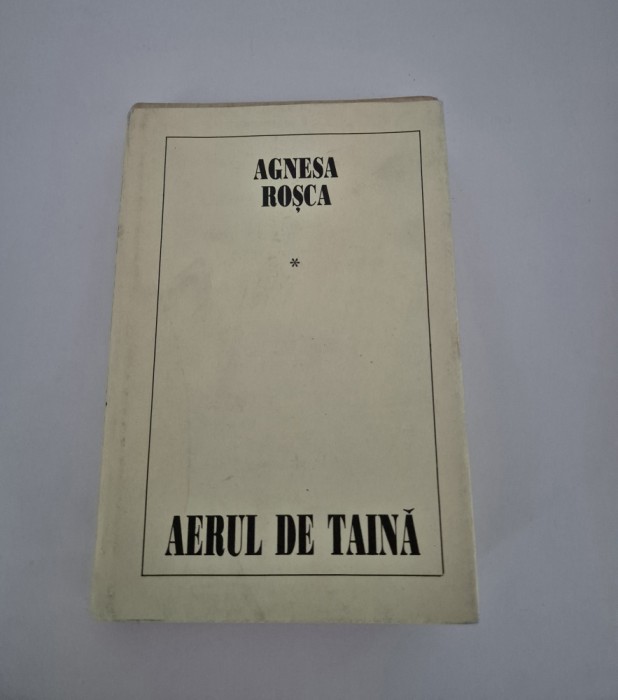 AGNESA
ROȘCA
*
AERUL DE TAINĂ